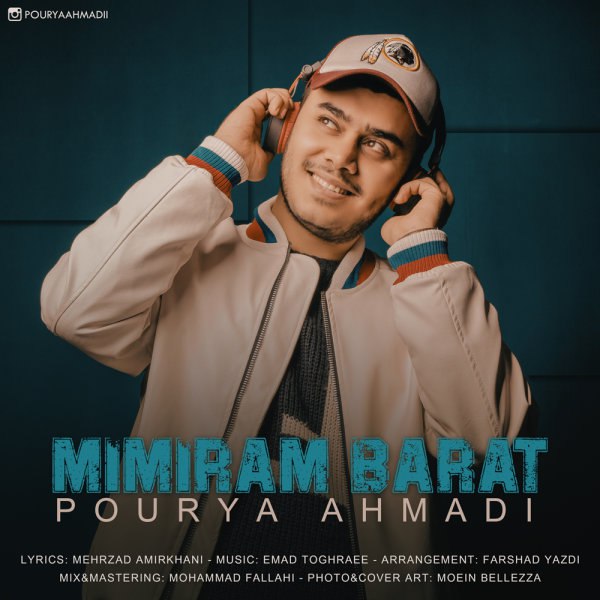 POURYAAHMADII
MIMIRAM BARAT
POURYA AHMADI
LYRICS: MEHRZAD AMIRKHANI - MUSIC: EMAD TOGHRAEE - ARRANGEMENT: FARSHAD YAZDI
MIX&MASTERING: MOHAMMAD FALLAHI - PHOTO&COVER ART: MOEIN BELLEZZA